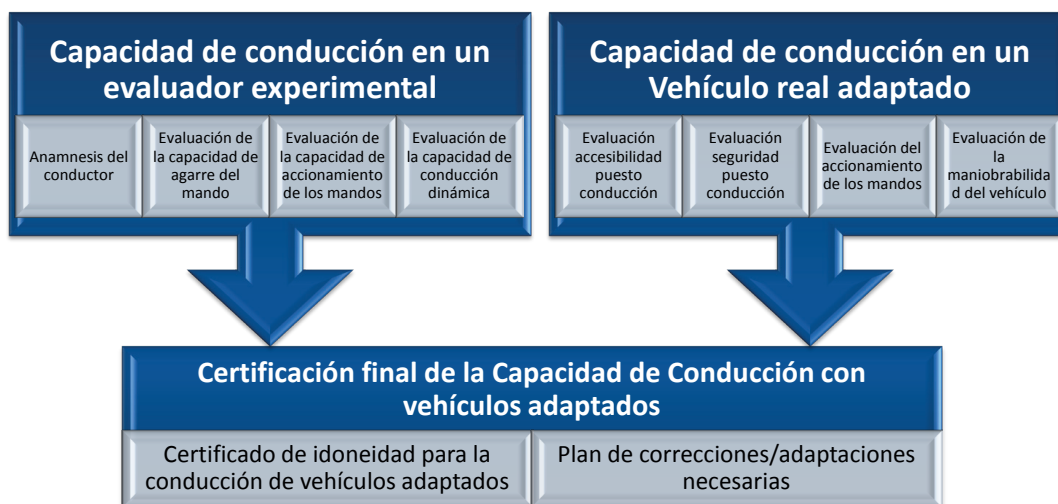 Capacidad de conducción en un
evaluador experimental
Anamnesis del
conductor
Evaluación de
la capacidad de
agarre del
mando
Evaluación de
la capacidad de
accionamiento
de los mandos
Evaluación de
la capacidad de
conducción
dinámica
Capacidad de conducción en un
Vehículo real adaptado
Evaluación
accesibilidad
puesto
conducción
Evaluación
seguridad
puesto
conducción
Evaluación del
accionamiento
de los mandos
Evaluación de
la
maniobrabilida
d del vehículo
Certificación final de la Capacidad de Conducción con
vehículos adaptados
Certificado de idoneidad para la
conducción de vehículos adaptados
Plan de correcciones/adaptaciones
necesarias